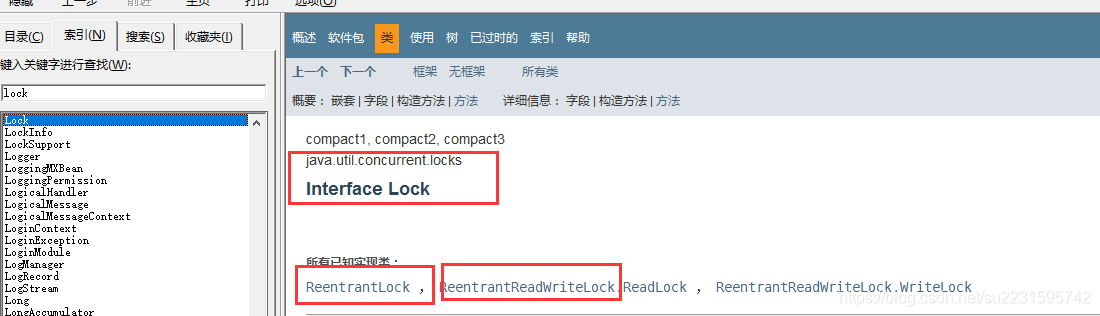 隐藏 上一步 前进 主页 打印 选项(O)
目录(C) 索引(N) 搜索(S) 收藏夹(I)
键入关键字进行查找(W):
lock
Lock
LockInfo
LockSupport
Logger
LoggingMXBean
LoggingPermission
LogicalHandler
LogicalMessage
LogicalMessageContext
LoginContext
LoginException
LoginModule
LogManager
LogRecord
LogStream
Long
LongAccumulator
概述 软件包 类 使用 树 已过时的 索引 帮助
上一个 下一个 框架 无框架 所有类
概要： 嵌套 | 字段 | 构造方法 | 方法 详细信息： 字段 | 构造方法 | 方法
compact1, compact2, compact3
java.util.concurrent.locks
Interface Lock
所有已知实现类：
ReentrantLock ， ReentrantReadWriteLock.ReadLock ， ReentrantReadWriteLock.WriteLock
https://blog.csdn.net/su2231595742